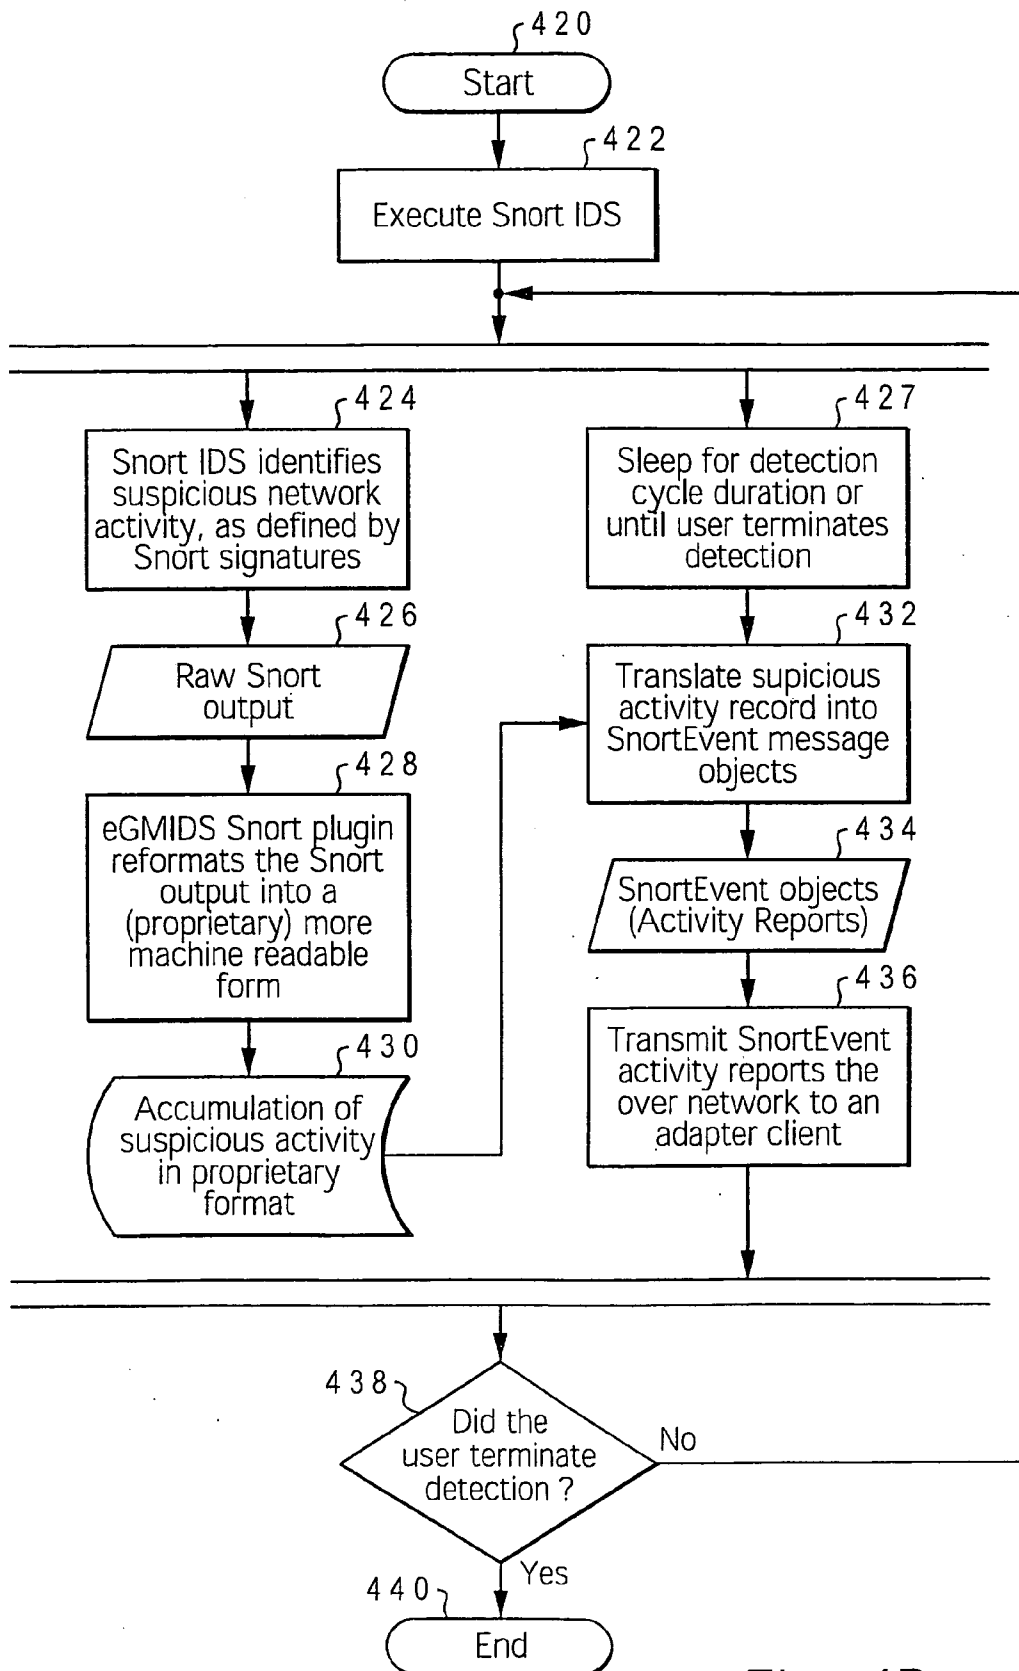 420
Start
422
Execute Snort IDS
424
Snort IDS identifies
suspicious network
activity, as defined by
Snort signatures
426
Raw Snort
output
428
eGMIDS Snort plugin
reformats the Snort
output into a
(proprietary) more
machine readable
form
430
Accumulation of
suspicious activity
in proprietary
format
427
Sleep for detection
cycle duration or
until user terminates
detection
432
Translate supicious
activity record into
SnortEvent message
objects
434
SnortEvent objects
(Activity Reports)
436
Transmit SnortEvent
activity reports the
over network to an
adapter client
438
Did the
user terminate
detection ?
No
Yes
440
End